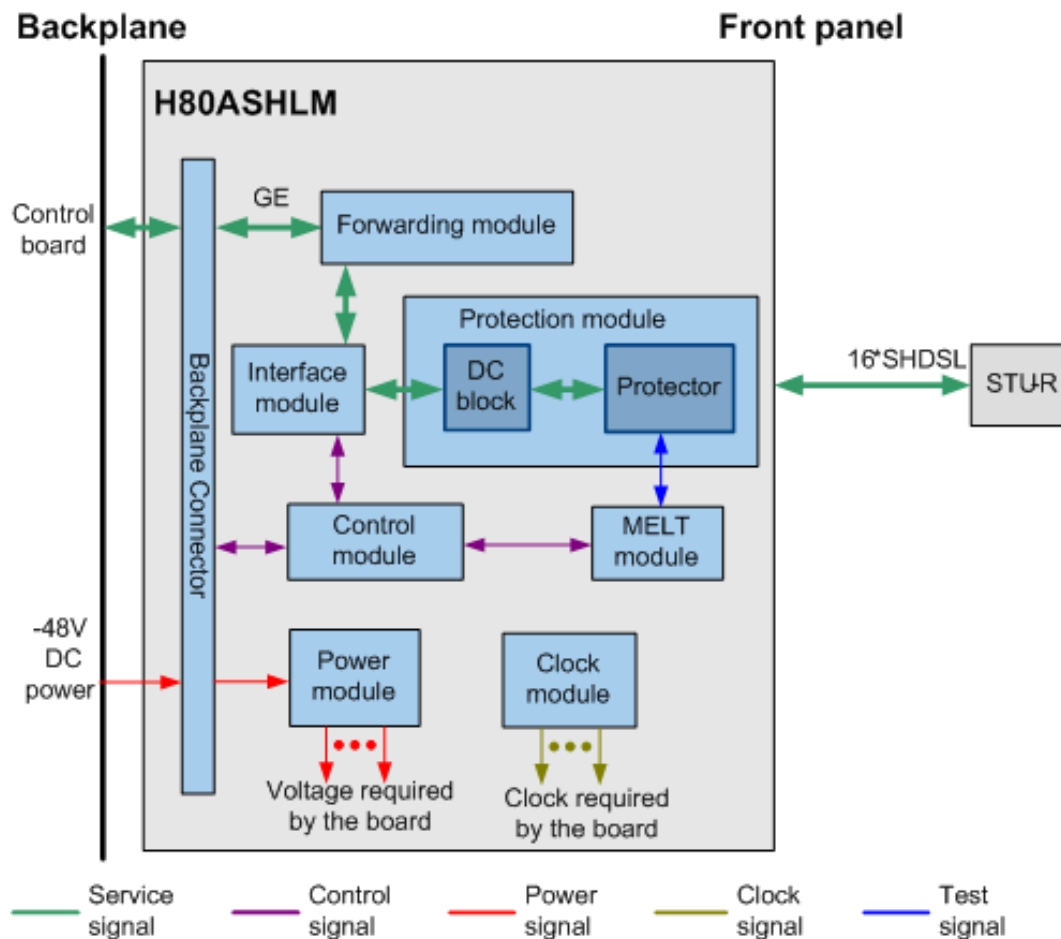 Backplane
Front panel
H80ASHLM
Control
board
GE
Forwarding module
Protection module
Interface
module
DC
block
Protector
16*SHDSL
STU-R
Backplane Connector
Control
module
MELT
module
-48V
DC
power
Power
module
Clock
module
Voltage required
by the board
Clock required
by the board
Service
signal
Control
signal
Power
signal
Clock
signal
Test
signal